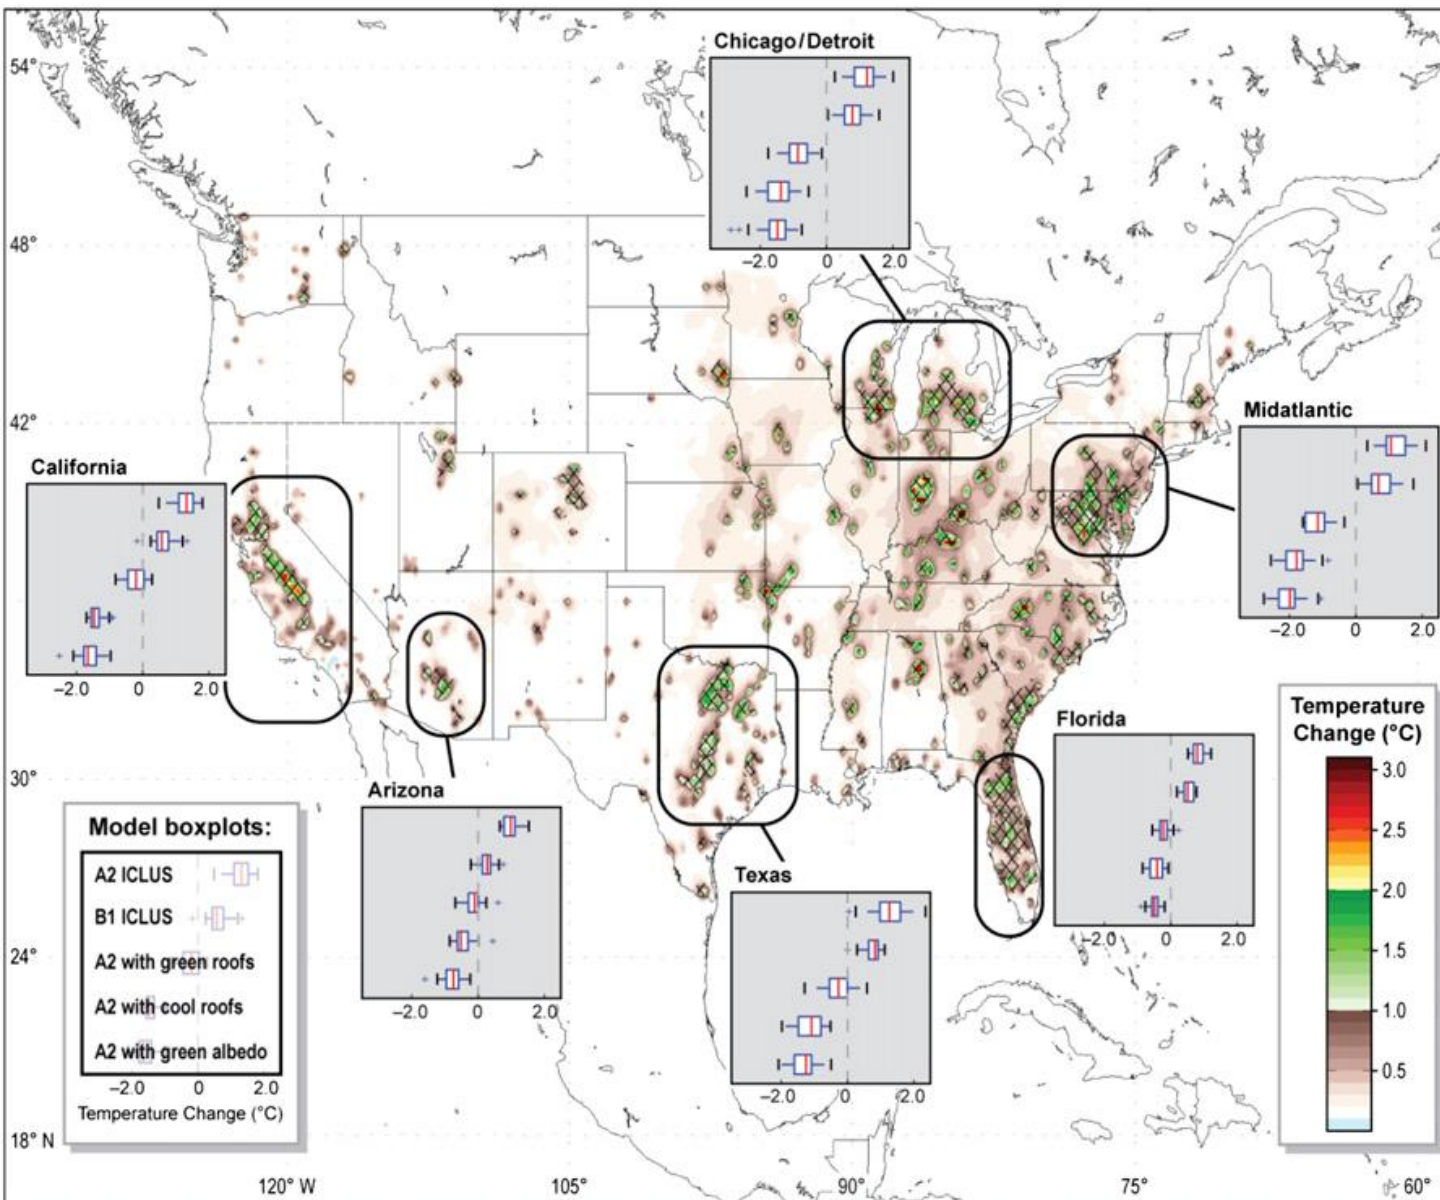 Chicago/Detroit
−2.0 0 2.0
Midatlantic
−2.0 0 2.0
California
−2.0 0 2.0
Arizona
−2.0 0 2.0
Texas
−2.0 0 2.0
Florida
−2.0 0 2.0
54°
48°
42°
30°
24°
18° N
120° W
105°
90°
75°
60°
Model boxplots:
A2 ICLUS
B1 ICLUS
A2 with green roofs
A2 with cool roofs
A2 with green albedo
−2.0 0 2.0
Temperature Change (°C)
Temperature
Change (°C)
3.0
2.5
2.0
1.5
1.0
0.5